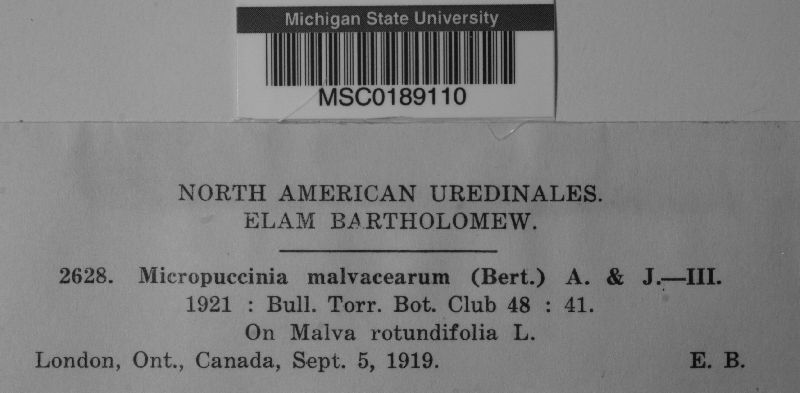 Michigan State University
MSC0189110
NORTH AMERICAN UREDINALES.
ELAM BARTHOLOMEW.
2628. Micropuccinia malvacearum (Bert.) A. & J.—III.
1921 : Bull. Torr. Bot. Club 48 : 41.
On Malva rotundifolia L.
London, Ont., Canada, Sept. 5, 1919. E. B.